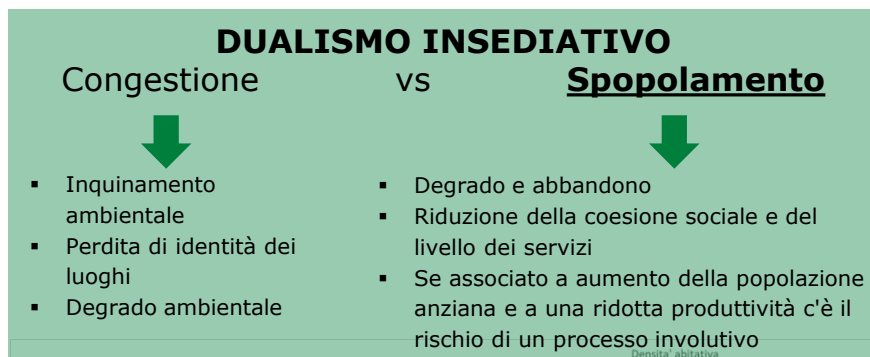 DUALISMO INSEDIATIVO
Congestione vs Spopolamento
▪ Inquinamento
ambientale
▪ Perdita di identità dei
luoghi
▪ Degrado ambientale
▪ Degrado e abbandono
▪ Riduzione della coesione sociale e del
livello dei servizi
▪ Se associato a aumento della popolazione
anziana e a una ridotta produttività c'è il
rischio di un processo involutivo
Densita' abitativa